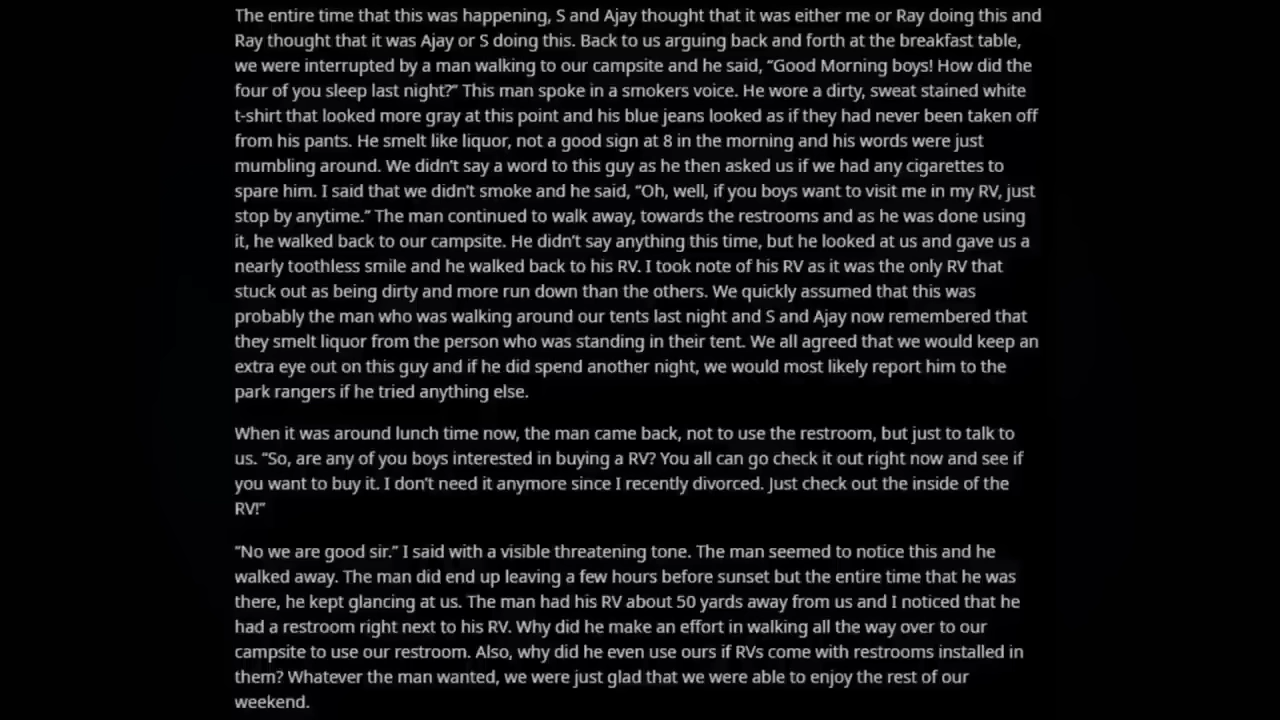 The entire time that this was happening, S and Ajay thought that it was either me or Ray doing this and
Ray thought that it was Ajay or S doing this. Back to us arguing back and forth at the breakfast table,
we were interrupted by a man walking to our campsite and he said, “Good Morning boys! How did the
four of you sleep last night?” This man spoke in a smokers voice. He wore a dirty, sweat stained white
t-shirt that looked more gray at this point and his blue jeans looked as if they had never been taken off
from his pants. He smelt like liquor, not a good sign at 8 in the morning and his words were just
mumbling around. We didn’t say a word to this guy as he then asked us if we had any cigarettes to
spare him. I said that we didn’t smoke and he said, “Oh, well, if you boys want to visit me in my RV, just
stop by anytime.” The man continued to walk away, towards the restrooms and as he was done using
it, he walked back to our campsite. He didn’t say anything this time, but he looked at us and gave us a
nearly toothless smile and he walked back to his RV. I took note of his RV as it was the only RV that
stuck out as being dirty and more run down than the others. We quickly assumed that this was
probably the man who was walking around our tents last night and S and Ajay now remembered that
they smelt liquor from the person who was standing in their tent. We all agreed that we would keep an
extra eye out on this guy and if he did spend another night, we would most likely report him to the
park rangers if he tried anything else.
When it was around lunch time now, the man came back, not to use the restroom, but just to talk to
us. “So, are any of you boys interested in buying a RV? You all can go check it out right now and see if
you want to buy it. I don’t need it anymore since I recently divorced. Just check out the inside of the
RV!”
“No we are good sir.” I said with a visible threatening tone. The man seemed to notice this and he
walked away. The man did end up leaving a few hours before sunset but the entire time that he was
there, he kept glancing at us. The man had his RV about 50 yards away from us and I noticed that he
had a restroom right next to his RV. Why did he make an effort in walking all the way over to our
campsite to use our restroom. Also, why did he even use ours if RVs come with restrooms installed in
them? Whatever the man wanted, we were just glad that we were able to enjoy the rest of our
weekend.